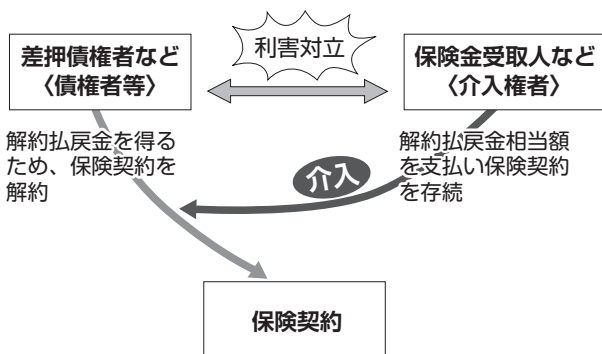 利害対立
差押債権者など
〈債権者等〉
保険金受取人など
〈介入権者〉
解約払戻金を得る
ため、保険契約を
解約
解約払戻金相当額
を支払い保険契約
を存続
介入
保険契約